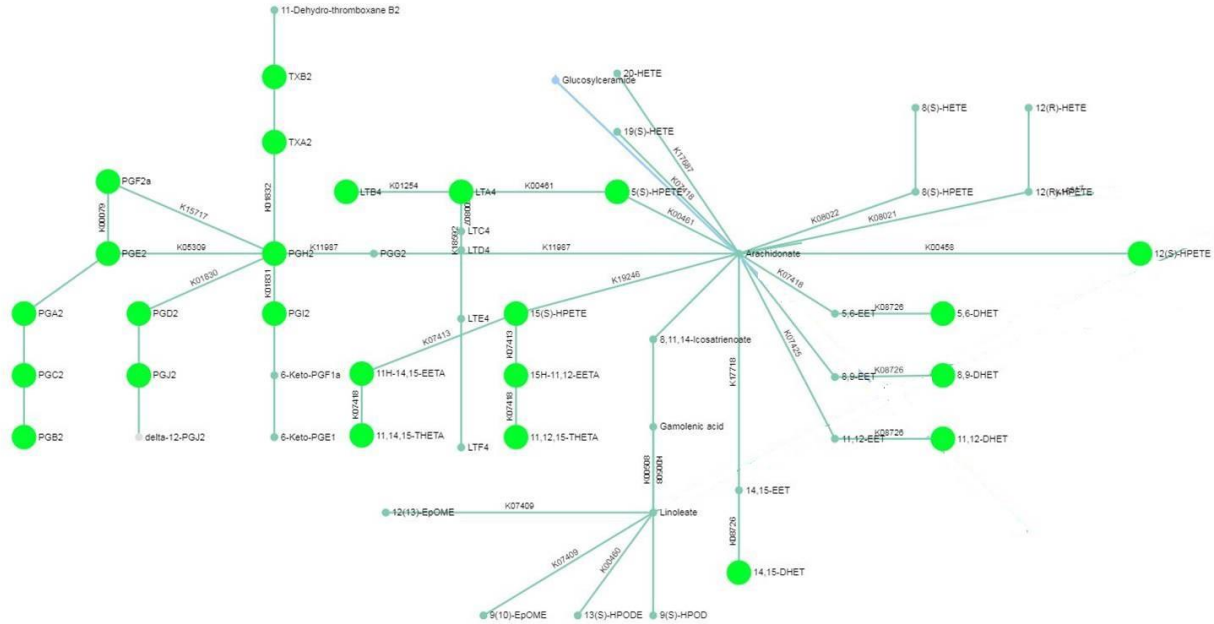 11-Dehydro-thromboxane B2
TXB2
Glucosylceramide
20-HETE
8(S)-HETE
12(R)-HETE
19(S)-HETE
TXA2
K17687
K07418
PGF2a
K01832
LTB4
K01254
LTA4
K00461
5(S)-HPETE
8(S)-HPETE
12(R)-HPETE
K00079
K15717
K00461
K08022
K08021
LTC4
K18592
LTD4
PGE2
K05309
PGH2
K11987
PGG2
K11987
Arachidonate
K00458
12(S)-HPETE
K01830
K01831
K19246
K07418
PGA2
PGD2
PGI2
LTE4
15(S)-HPETE
5,6-EET
K08726
5,6-DHET
K07413
K07413
8,11,14-Icosatrienoate
K07425
PGC2
PGJ2
6-Keto-PGF1a
11H-14,15-EETA
15H-11,12-EETA
K17718
8,9-EET
K08726
8,9-DHET
K07418
K07418
PGB2
delta-12-PGJ2
6-Keto-PGE1
11,14,15-THETA
LTF4
11,12,15-THETA
Gamolenic acid
11,12-EET
K08726
11,12-DHET
K00508
14,15-EET
12(13)-EpOME
K07409
Linoleate
K08726
K07409
K00460
14,15-DHET
9(10)-EpOME
13(S)-HPODE
9(S)-HPOD